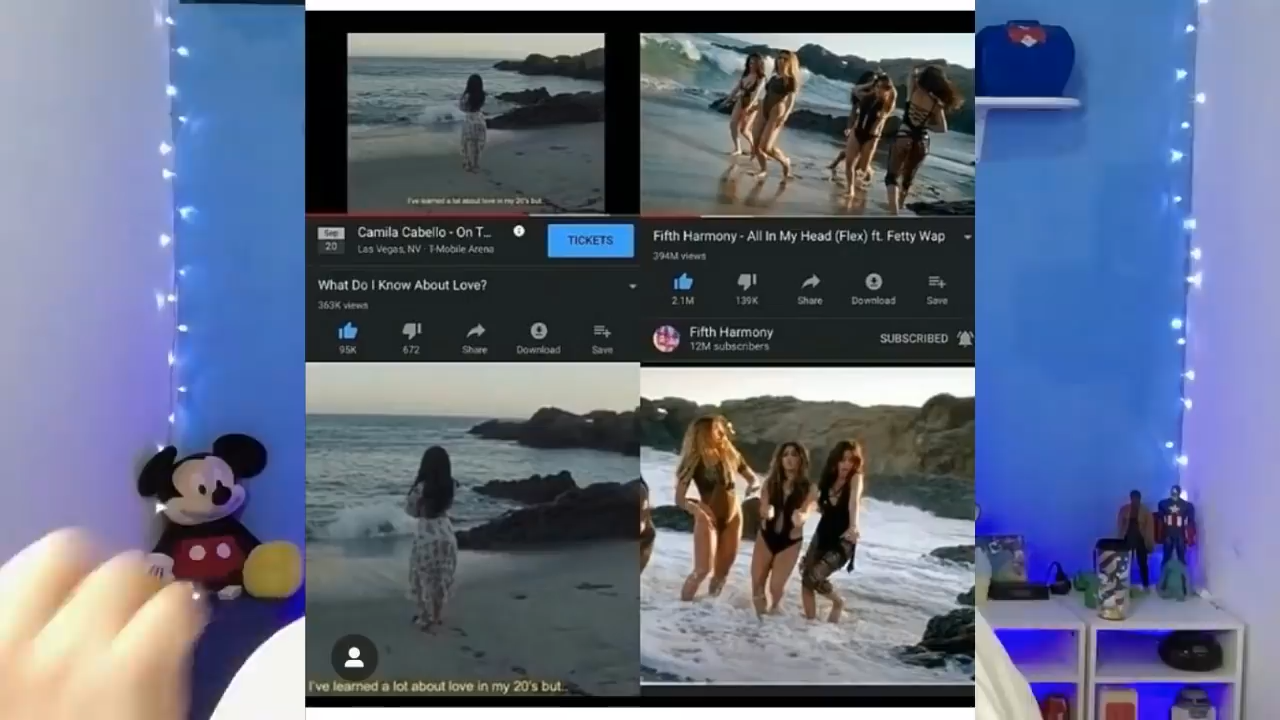 I've learned a lot about love in my 20's but..
Sep
20
Camila Cabello - On T...
Las Vegas, NV · T-Mobile Arena
TICKETS
What Do I Know About Love?
363K views
95K
672
Share
Download
Save
Fifth Harmony - All In My Head (Flex) ft. Fetty Wap
394M views
2.1M
139K
Share
Download
Save
Fifth Harmony
12M subscribers
SUBSCRIBED
I've learned a lot about love in my 20's but..